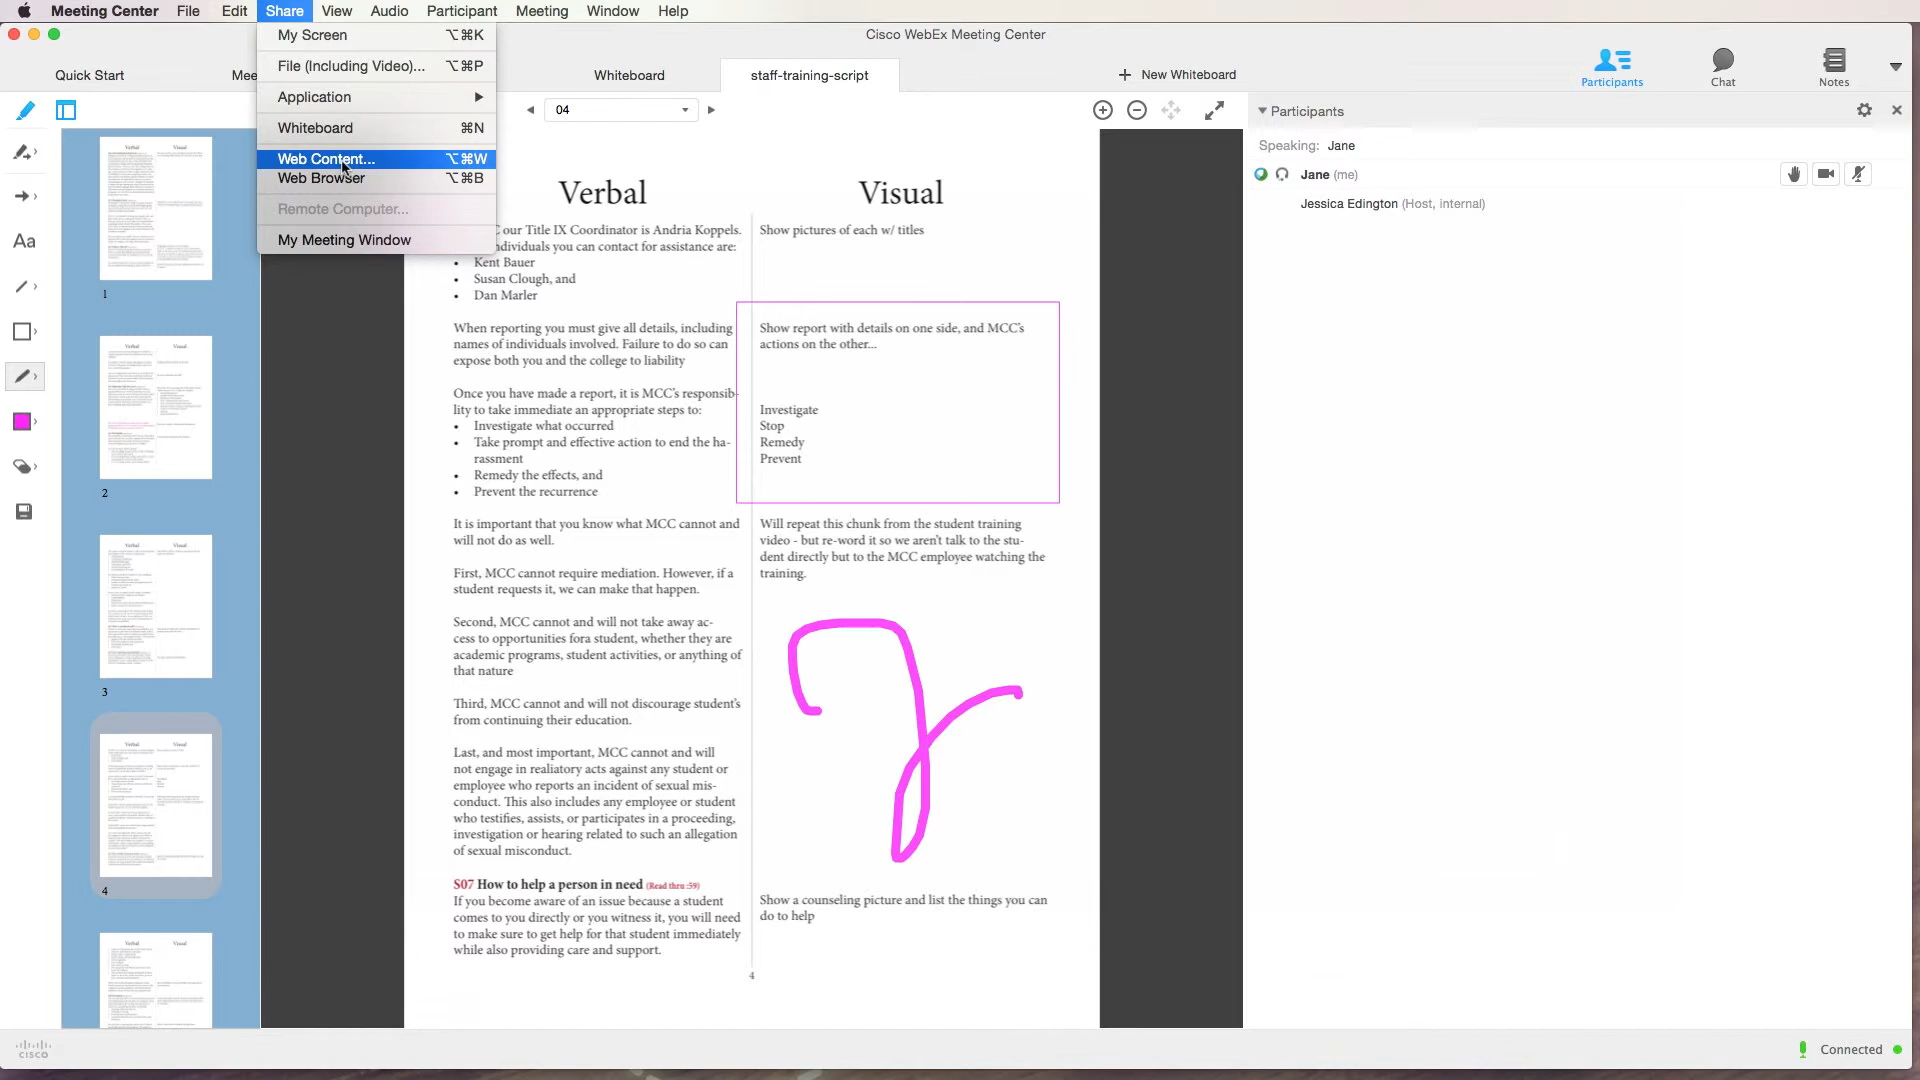 Meeting Center File Edit Share View Audio Participant Meeting Window Help
Cisco WebEx Meeting Center
My Screen ⌥⌘K
File (Including Video)... ⌥⌘P
Application ▶
Whiteboard ⌘N
Web Content... ⌥⌘W
Web Browser ⌥⌘B
Remote Computer...
My Meeting Window
Quick Start
Mee
Whiteboard
staff-training-script
+ New Whiteboard
Participants
Chat
Notes
04
Aa
Verbal Visual
1
Verbal Visual
2
Verbal Visual
3
Verbal Visual
4
Verbal Visual
Verbal
our Title IX Coordinator is Andria Koppels.
ndividuals you can contact for assistance are:
• Kent Bauer
• Susan Clough, and
• Dan Marler
When reporting you must give all details, including
names of individuals involved. Failure to do so can
expose both you and the college to liability
Once you have made a report, it is MCC's responsib-
lity to take immediate an appropriate steps to:
• Investigate what occurred
• Take prompt and effective action to end the ha-
rassment
• Remedy the effects, and
• Prevent the recurrence
It is important that you know what MCC cannot and
will not do as well.
First, MCC cannot require mediation. However, if a
student requests it, we can make that happen.
Second, MCC cannot and will not take away ac-
cess to opportunities fora student, whether they are
academic programs, student activities, or anything of
that nature
Third, MCC cannot and will not discourage student's
from continuing their education.
Last, and most important, MCC cannot and will
not engage in realiatory acts against any student or
employee who reports an incident of sexual mis-
conduct. This also includes any employee or student
who testifies, assists, or participates in a proceeding,
investigation or hearing related to such an allegation
of sexual misconduct.
S07 How to help a person in need (Read thru :59)
If you become aware of an issue because a student
comes to you directly or you witness it, you will need
to make sure to get help for that student immediately
while also providing care and support.
Visual
Show pictures of each w/ titles
Show report with details on one side, and MCC's
actions on the other...
Investigate
Stop
Remedy
Prevent
Will repeat this chunk from the student training
video - but re-word it so we aren't talk to the stu-
dent directly but to the MCC employee watching the
training.
Show a counseling picture and list the things you can
do to help
4
Participants
Speaking: Jane
Jane (me)
Jessica Edington (Host, internal)
CISCO
Connected